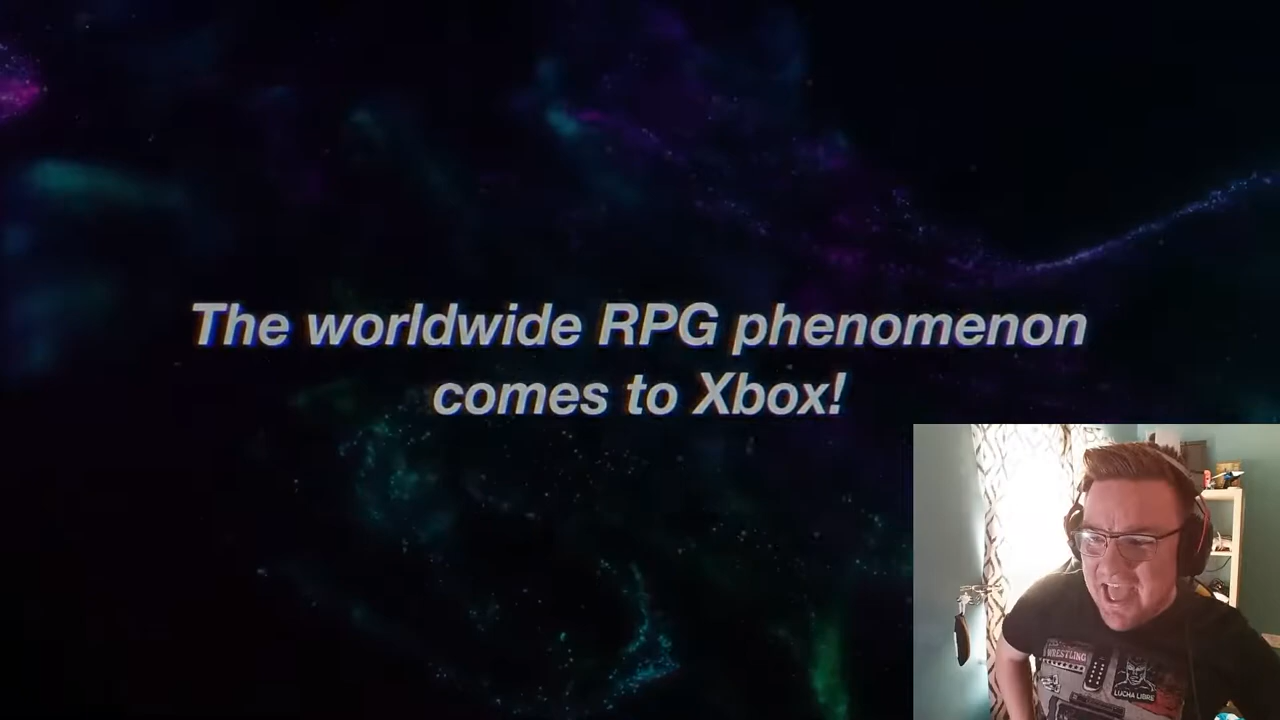 The worldwide RPG phenomenon
comes to Xbox!
WRESTLING
LUCHA LIBRE